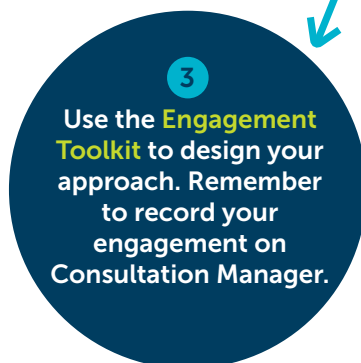 3
Use the Engagement
Toolkit to design your
approach. Remember
to record your
engagement on
Consultation Manager.